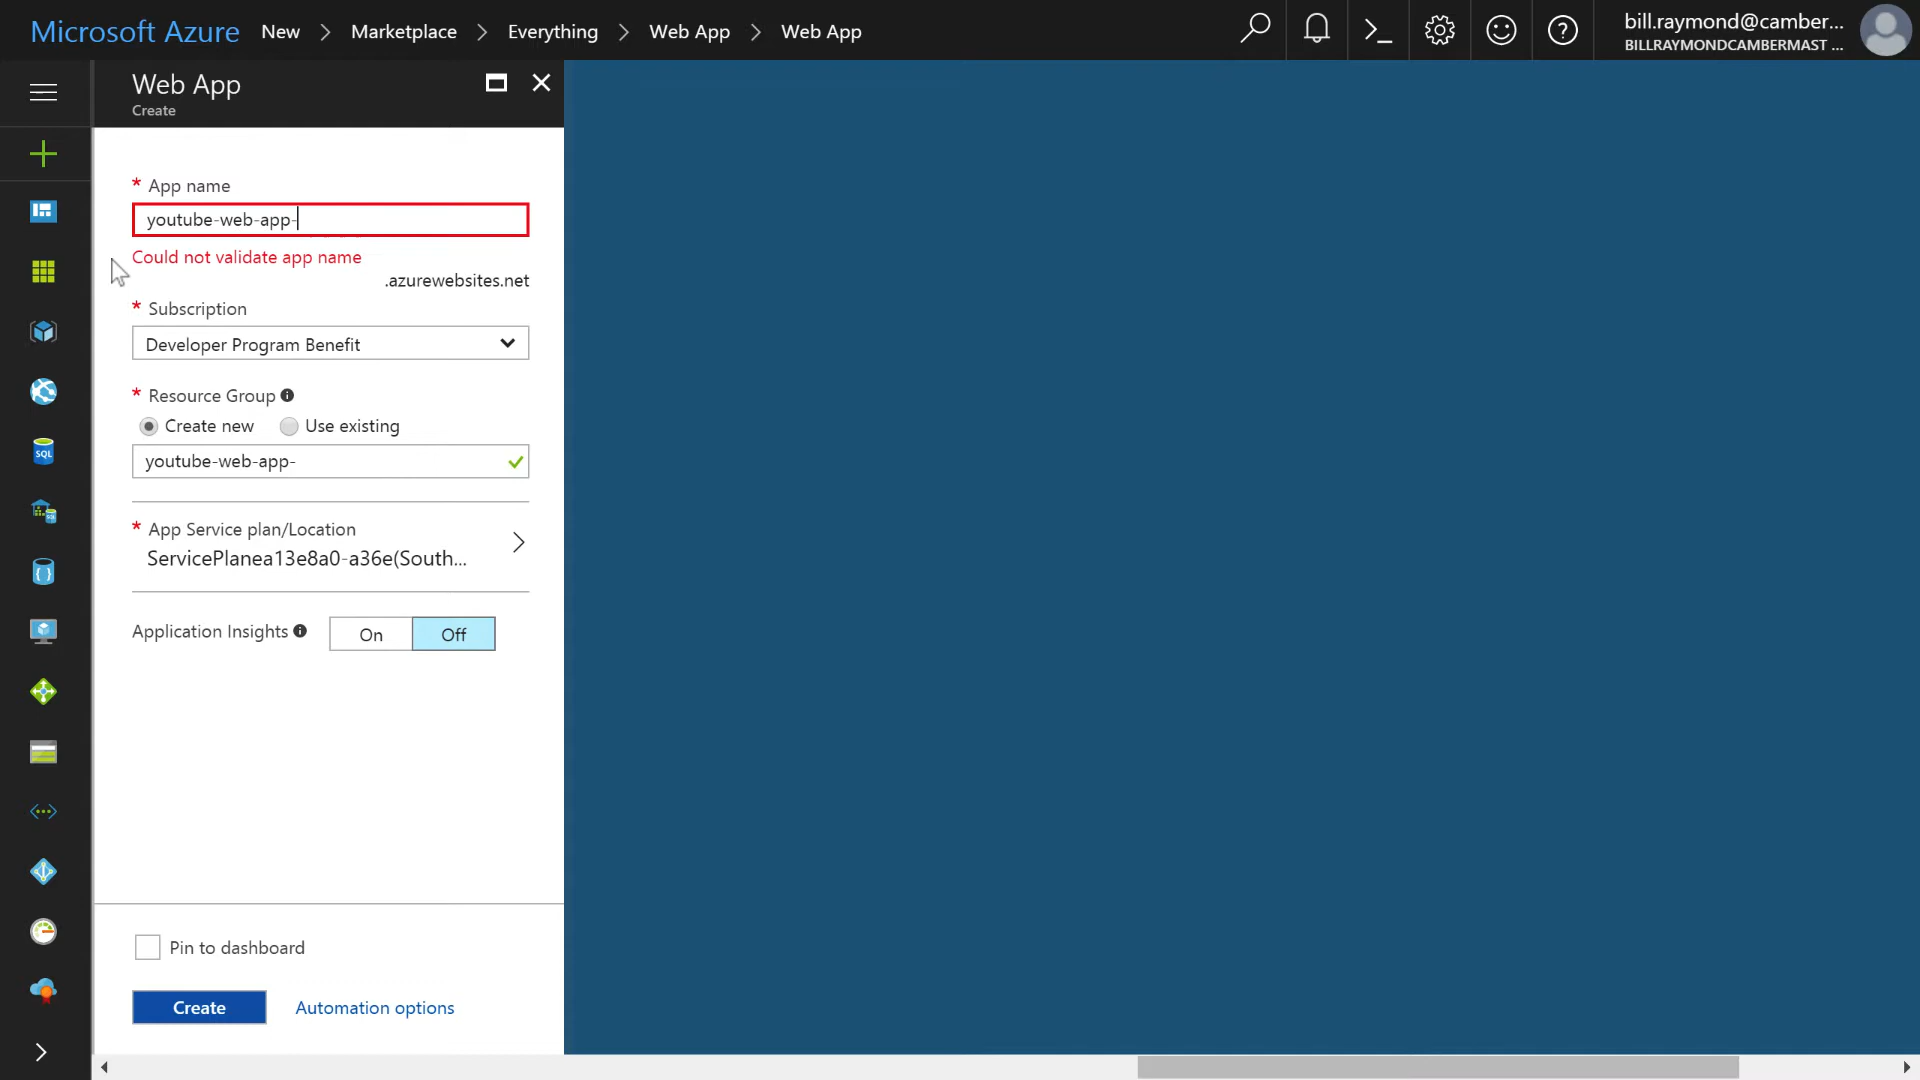 Microsoft Azure New Marketplace Everything Web App Web App
bill.raymond@camber...
BILLRAYMONDCAMBERMAST ...
Web App
Create
* App name
youtube-web-app-
Could not validate app name
.azurewebsites.net
* Subscription
Developer Program Benefit
* Resource Group
Create new Use existing
youtube-web-app-
* App Service plan/Location
ServicePlanea13e8a0-a36e(South...
Application Insights On Off
Pin to dashboard
Create Automation options
SQL